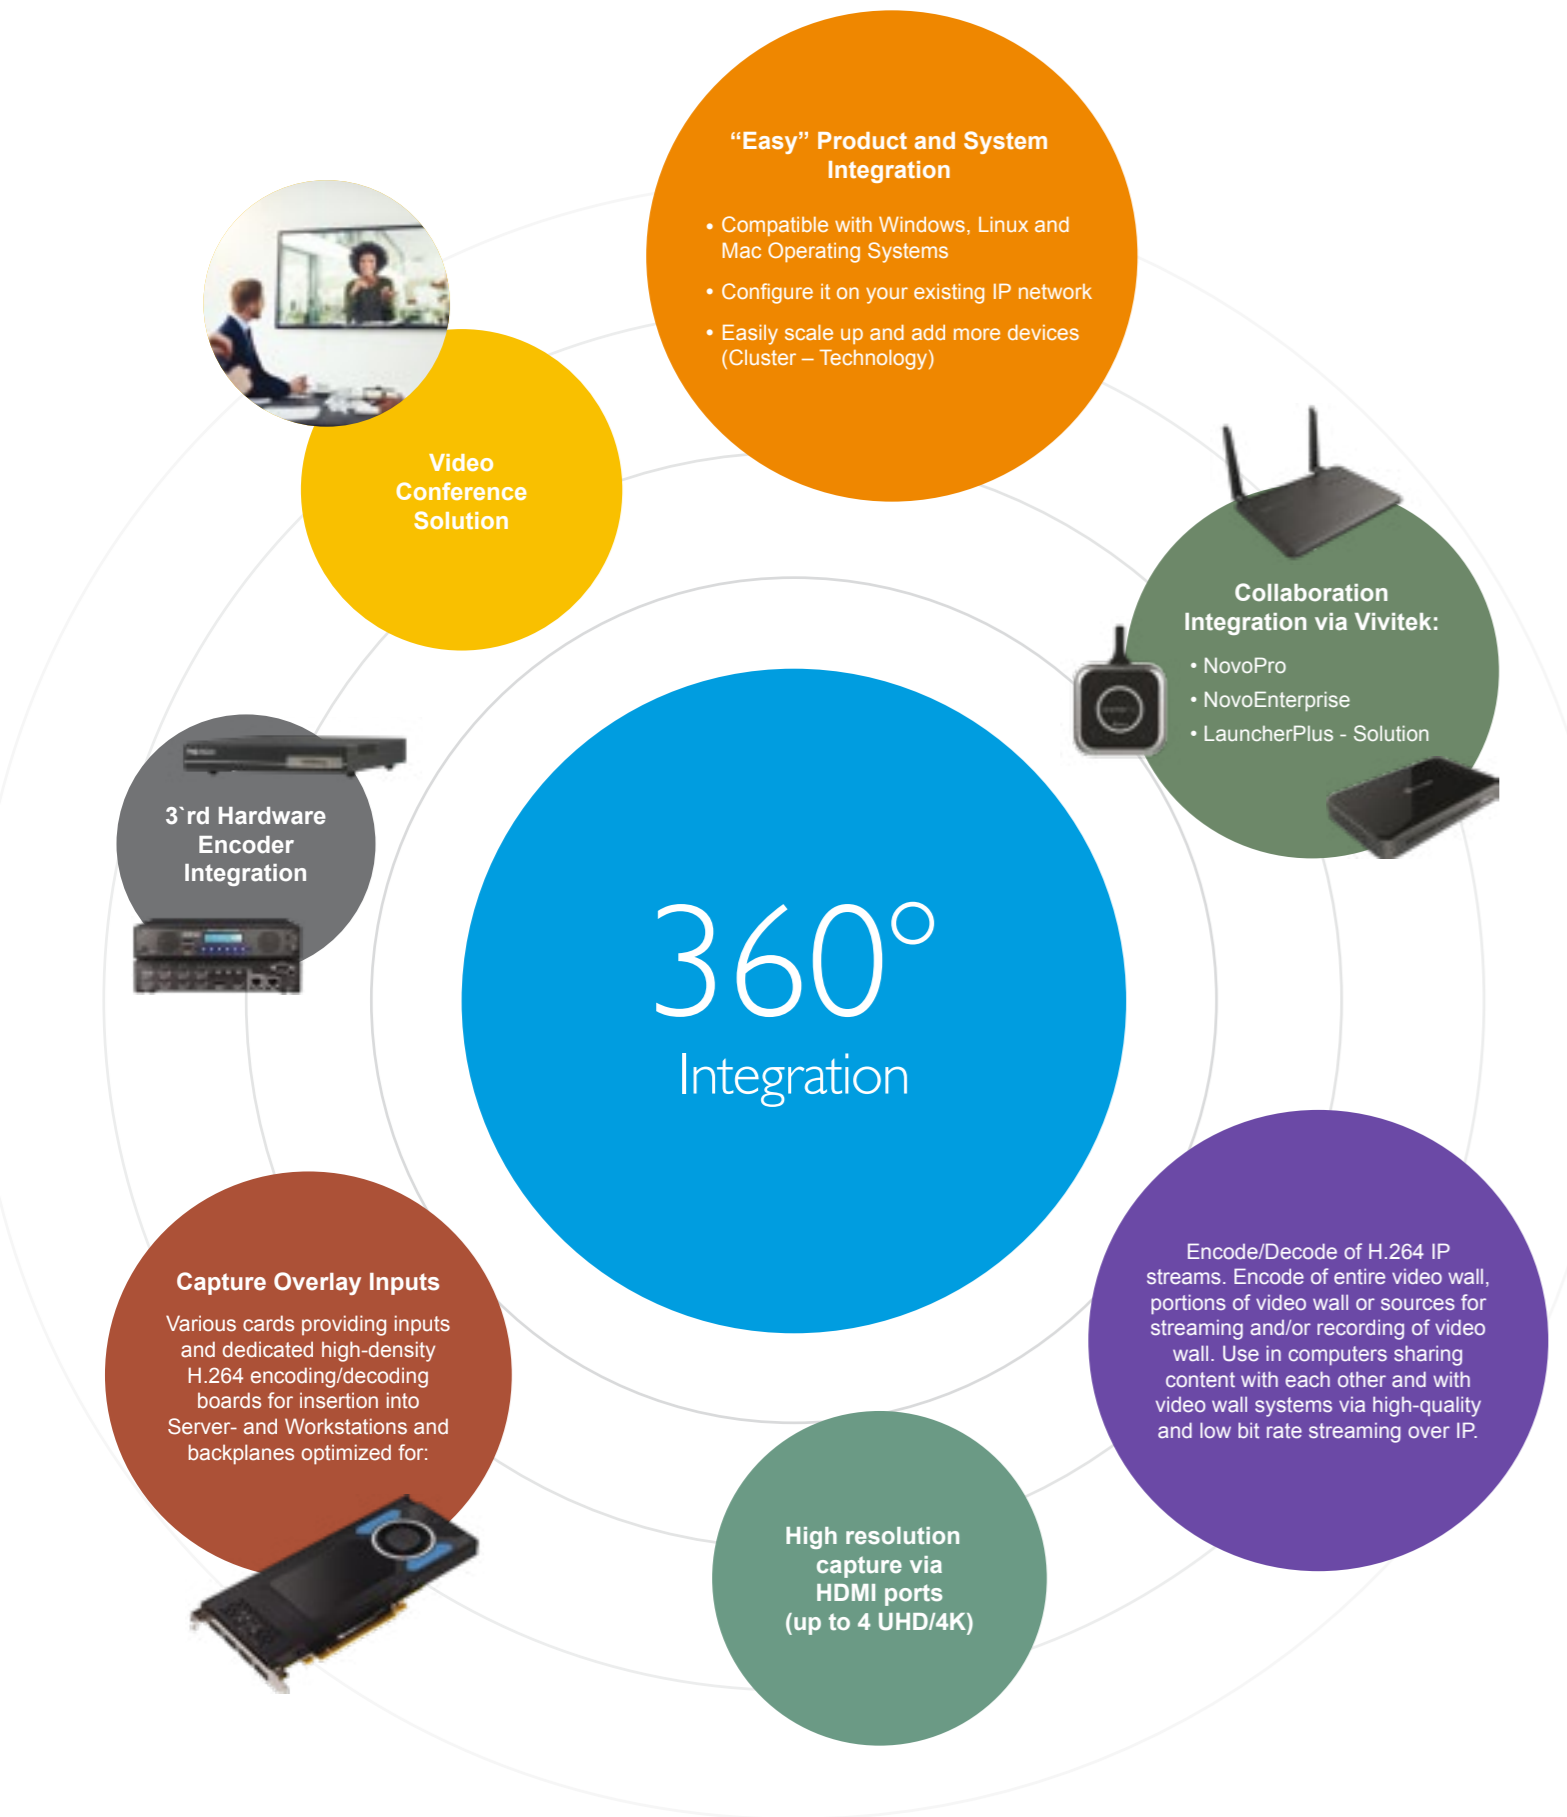 “Easy” Product and System
Integration
• Compatible with Windows, Linux and
Mac Operating Systems
• Configure it on your existing IP network
• Easily scale up and add more devices
(Cluster – Technology)
Video
Conference
Solution
Collaboration
Integration via Vivitek:
• NovoPro
• NovoEnterprise
• LauncherPlus - Solution
3`rd Hardware
Encoder
Integration
360°
Integration
Capture Overlay Inputs
Various cards providing inputs
and dedicated high-density
H.264 encoding/decoding
boards for insertion into
Server- and Workstations and
backplanes optimized for:
Encode/Decode of H.264 IP
streams. Encode of entire video wall,
portions of video wall or sources for
streaming and/or recording of video
wall. Use in computers sharing
content with each other and with
video wall systems via high-quality
and low bit rate streaming over IP.
High resolution
capture via
HDMI ports
(up to 4 UHD/4K)